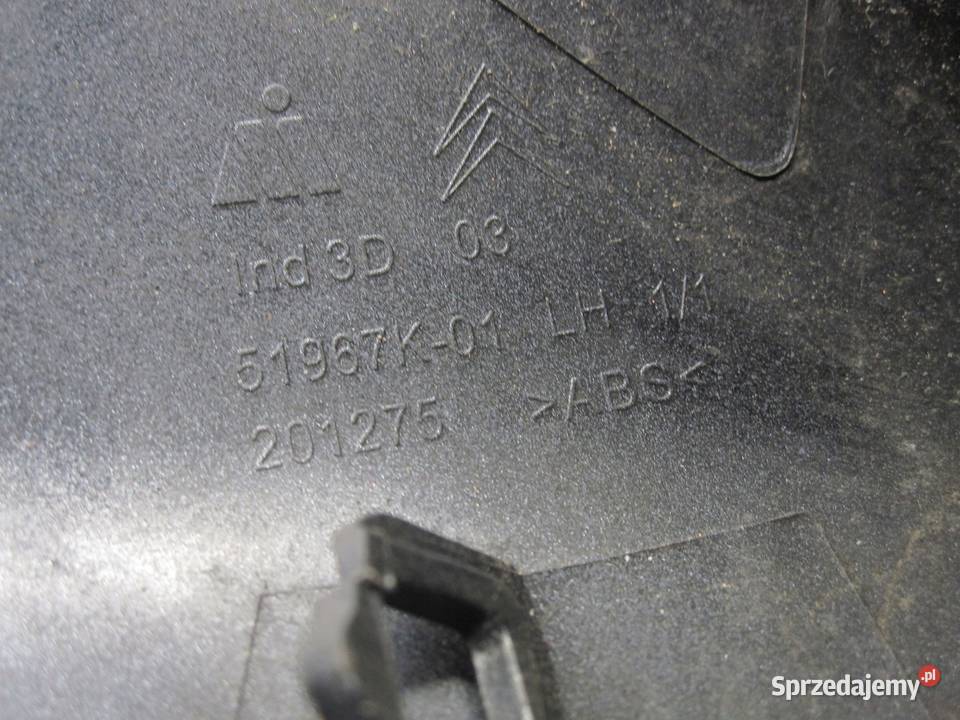 Ind 3D 03
51967K-01 LH 1/1
201275 >ABS<
Sprzedajemy.pl